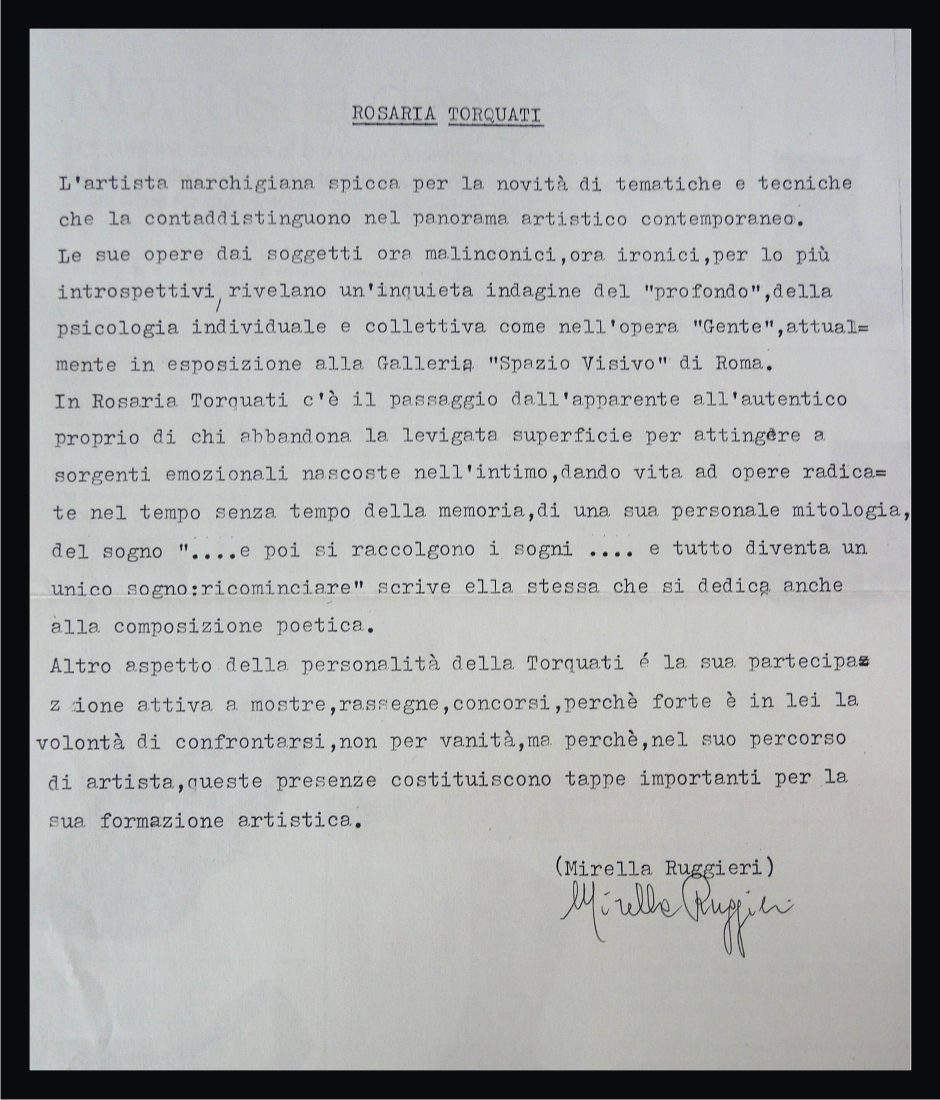 ROSARIA TORQUATI
L'artista marchigiana spicca per la novità di tematiche e tecniche
che la contaddistinguono nel panorama artistico contemporaneo.
Le sue opere dai soggetti ora malinconici,ora ironici,per lo più
introspettivi, rivelano un'inquieta indagine del "profondo",della
psicologia individuale e collettiva come nell'opera "Gente",attual=
mente in esposizione alla Galleria "Spazio Visivo" di Roma.
In Rosaria Torquati c'è il passaggio dall'apparente all'autentico
proprio di chi abbandona la levigata superficie per attingere a
sorgenti emozionali nascoste nell'intimo,dando vita ad opere radica=
te nel tempo senza tempo della memoria,di una sua personale mitologia,
del sogno "....e poi si raccolgono i sogni .... e tutto diventa un
unico sogno:ricominciare" scrive ella stessa che si dedica anche
alla composizione poetica.
Altro aspetto della personalità della Torquati é la sua partecipa=
z ione attiva a mostre,rassegne,concorsi,perchè forte è in lei la
volontà di confrontarsi,non per vanità,ma perchè,nel suo percorso
di artista,queste presenze costituiscono tappe importanti per la
sua formazione artistica.
(Mirella Ruggieri)
Mirella Ruggieri